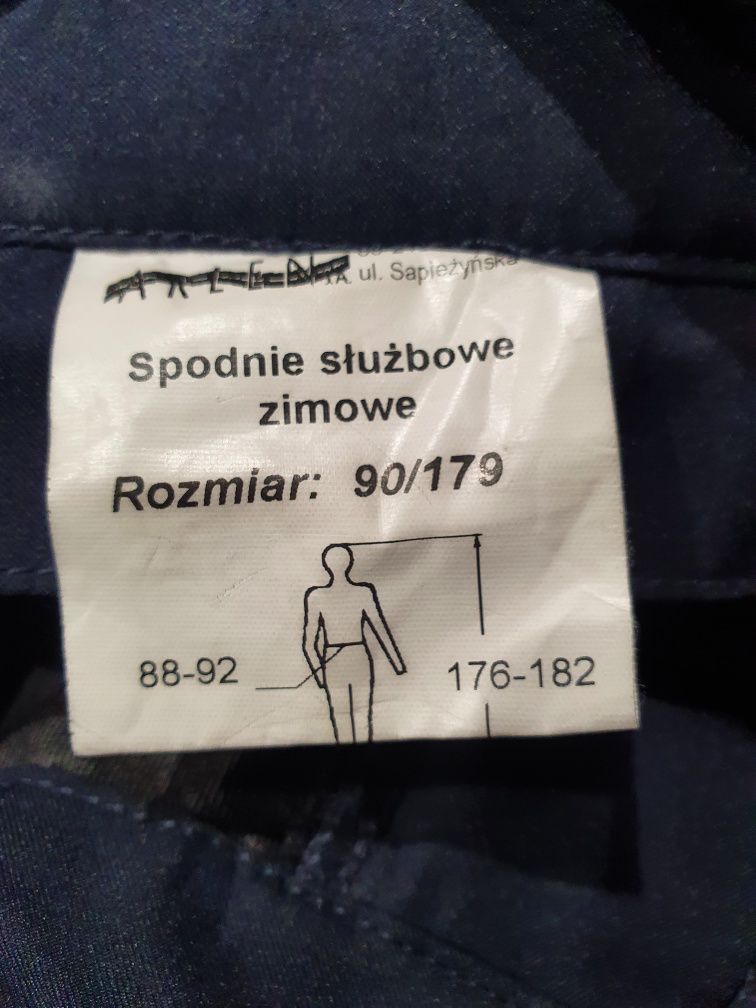 ul. Sapieżyńska
Spodnie służbowe
zimowe
Rozmiar: 90/179
88-92
176-182